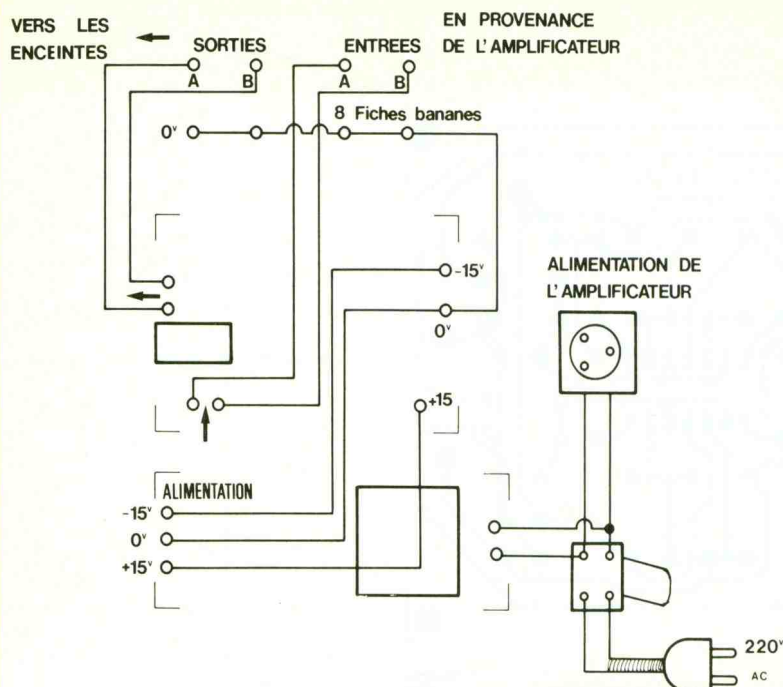 VERS LES
ENCEINTES
SORTIES
A
B
ENTREES
A
B
EN PROVENANCE
DE L'AMPLIFICATEUR
8 Fiches bananes
0v
-15v
0v
+15
ALIMENTATION DE
L'AMPLIFICATEUR
ALIMENTATION
-15v
0v
+15v
220v
AC